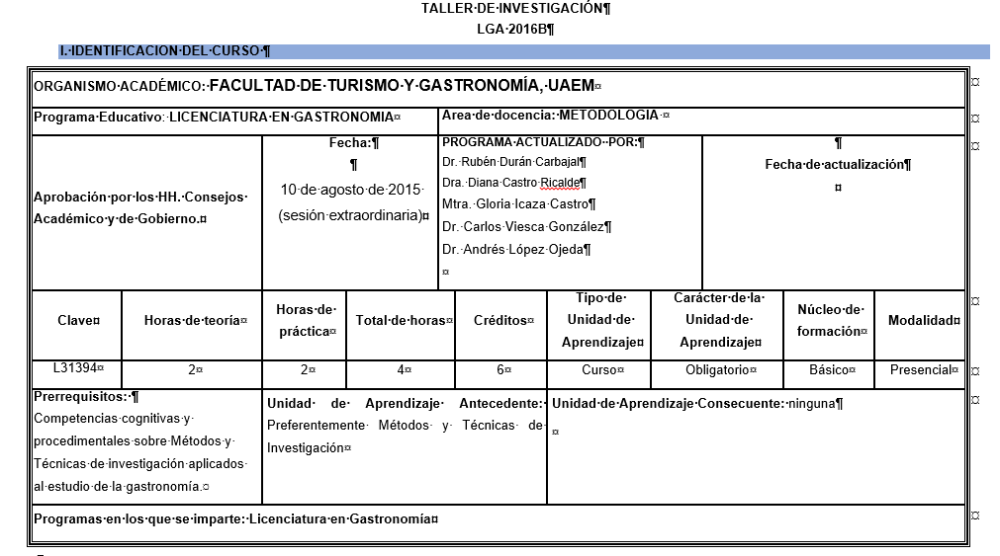 TALLER DE INVESTIGACIÓN¶
LGA 2016B¶
I. IDENTIFICACION DEL CURSO ¶
ORGANISMO ACADÉMICO: FACULTAD DE TURISMO Y GASTRONOMÍA, UAEM¤
Programa Educativo: LICENCIATURA EN GASTRONOMIA¤
Area de docencia: METODOLOGIA ¤
Aprobación por los HH. Consejos
Académico y de Gobierno.¤
Fecha:¶
¶
10 de agosto de 2015
(sesión extraordinaria)¤
PROGRAMA ACTUALIZADO POR:¶
Dr. Rubén Durán Carbajal¶
Dra. Diana Castro Ricalde¶
Mtra. Gloria Icaza Castro¶
Dr. Carlos Viesca González¶
Dr. Andrés López Ojeda¶
¤
¶
Fecha de actualización¶
¤
Clave¤
Horas de teoría¤
Horas de
práctica¤
Total de horas¤
Créditos¤
Tipo de
Unidad de
Aprendizaje¤
Carácter de la
Unidad de
Aprendizaje¤
Núcleo de
formación¤
Modalidad¤
L31394¤
2¤
2¤
4¤
6¤
Curso¤
Obligatorio¤
Básico¤
Presencial¤
Prerrequisitos: ¶
Competencias cognitivas y
procedimentales sobre Métodos y
Técnicas de investigación aplicados
al estudio de la gastronomía.¤
Unidad de Aprendizaje Antecedente:
Preferentemente Métodos y Técnicas de
Investigación¤
Unidad de Aprendizaje Consecuente: ninguna¶
¤
Programas en los que se imparte: Licenciatura en Gastronomía¤